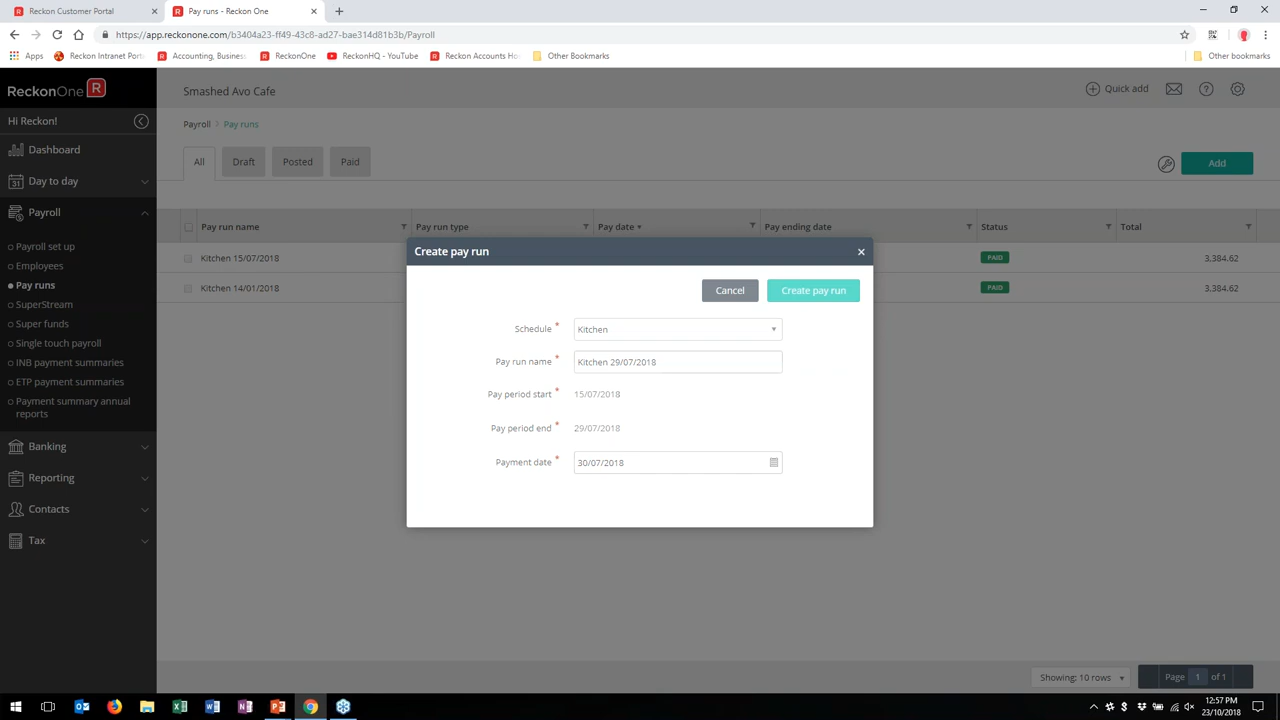 Reckon Customer Portal
Pay runs - Reckon One
https://app.reckonone.com/b3404a23-ff49-43c8-ad27-bae314d81b3b/Payroll
Apps
Reckon Intranet Port
Accounting, Busines
ReckonOne
ReckonHQ - YouTube
Reckon Accounts Ho
Other Bookmarks
Other bookmarks
ReckonOne R
Smashed Avo Cafe
Quick add
Hi Reckon!
Payroll > Pay runs
Dashboard
Day to day
Payroll
Payroll set up
Employees
Pay runs
SuperStream
Super funds
Single touch payroll
INB payment summaries
ETP payment summaries
Payment summary annual
reports
Banking
Reporting
Contacts
Tax
All
Draft
Posted
Paid
Add
Pay run name
Pay run type
Pay date
Pay ending date
Status
Total
Kitchen 15/07/2018
PAID
3,384.62
Kitchen 14/01/2018
PAID
3,384.62
Create pay run
Cancel
Create pay run
Schedule *
Kitchen
Pay run name *
Kitchen 29/07/2018
Pay period start *
15/07/2018
Pay period end *
29/07/2018
Payment date *
30/07/2018
Showing: 10 rows
Page 1 of 1
12:57 PM
23/10/2018